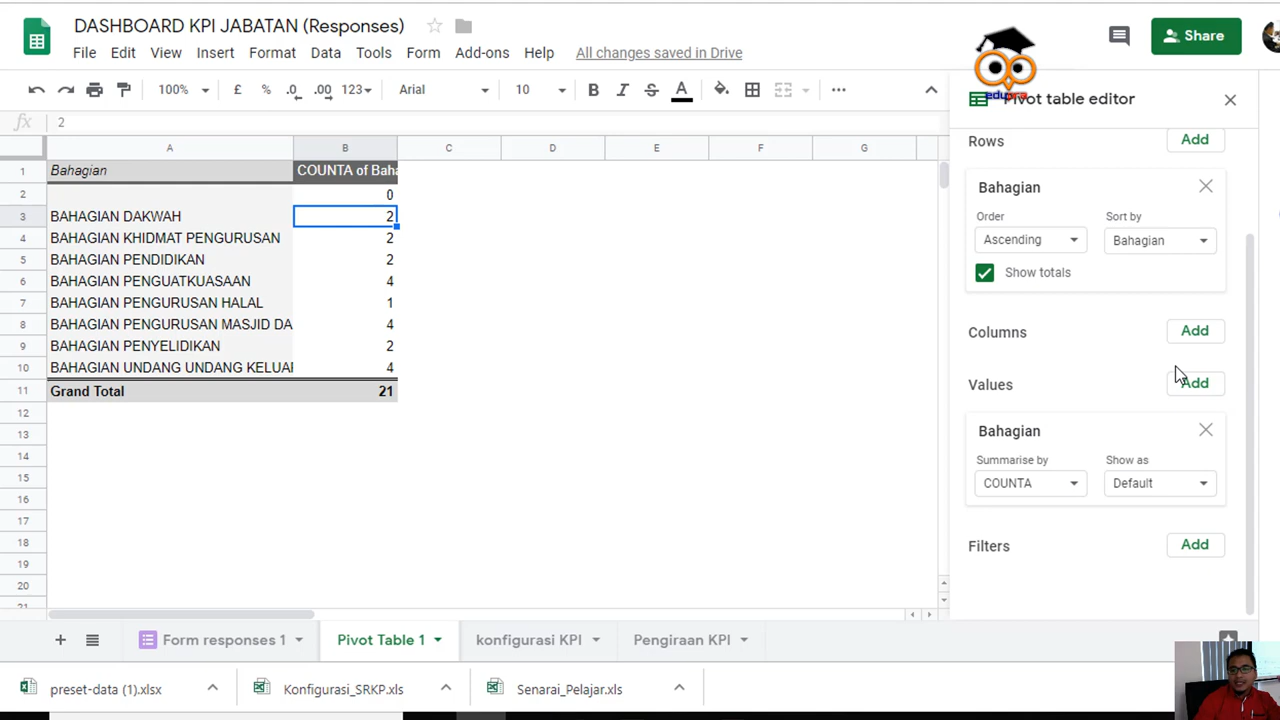 DASHBOARD KPI JABATAN (Responses)
File Edit View Insert Format Data Tools Form Add-ons Help All changes saved in Drive
Share
100% £ % .0 .00 123 Arial 10 B I S A
edupro
Pivot table editor
fx 2
A B C D E F G
1 Bahagian COUNTA of Baha
2 0
3 BAHAGIAN DAKWAH 2
4 BAHAGIAN KHIDMAT PENGURUSAN 2
5 BAHAGIAN PENDIDIKAN 2
6 BAHAGIAN PENGUATKUASAAN 4
7 BAHAGIAN PENGURUSAN HALAL 1
8 BAHAGIAN PENGURUSAN MASJID DA 4
9 BAHAGIAN PENYELIDIKAN 2
10 BAHAGIAN UNDANG UNDANG KELUAR 4
11 Grand Total 21
12
13
14
15
16
17
18
19
20
21
Rows Add
Bahagian
Order Sort by
Ascending Bahagian
Show totals
Columns Add
Values Add
Bahagian
Summarise by Show as
COUNTA Default
Filters Add
Form responses 1 Pivot Table 1 konfigurasi KPI Pengiraan KPI
preset-data (1).xlsx Konfigurasi_SRKP.xls Senarai_Pelajar.xls